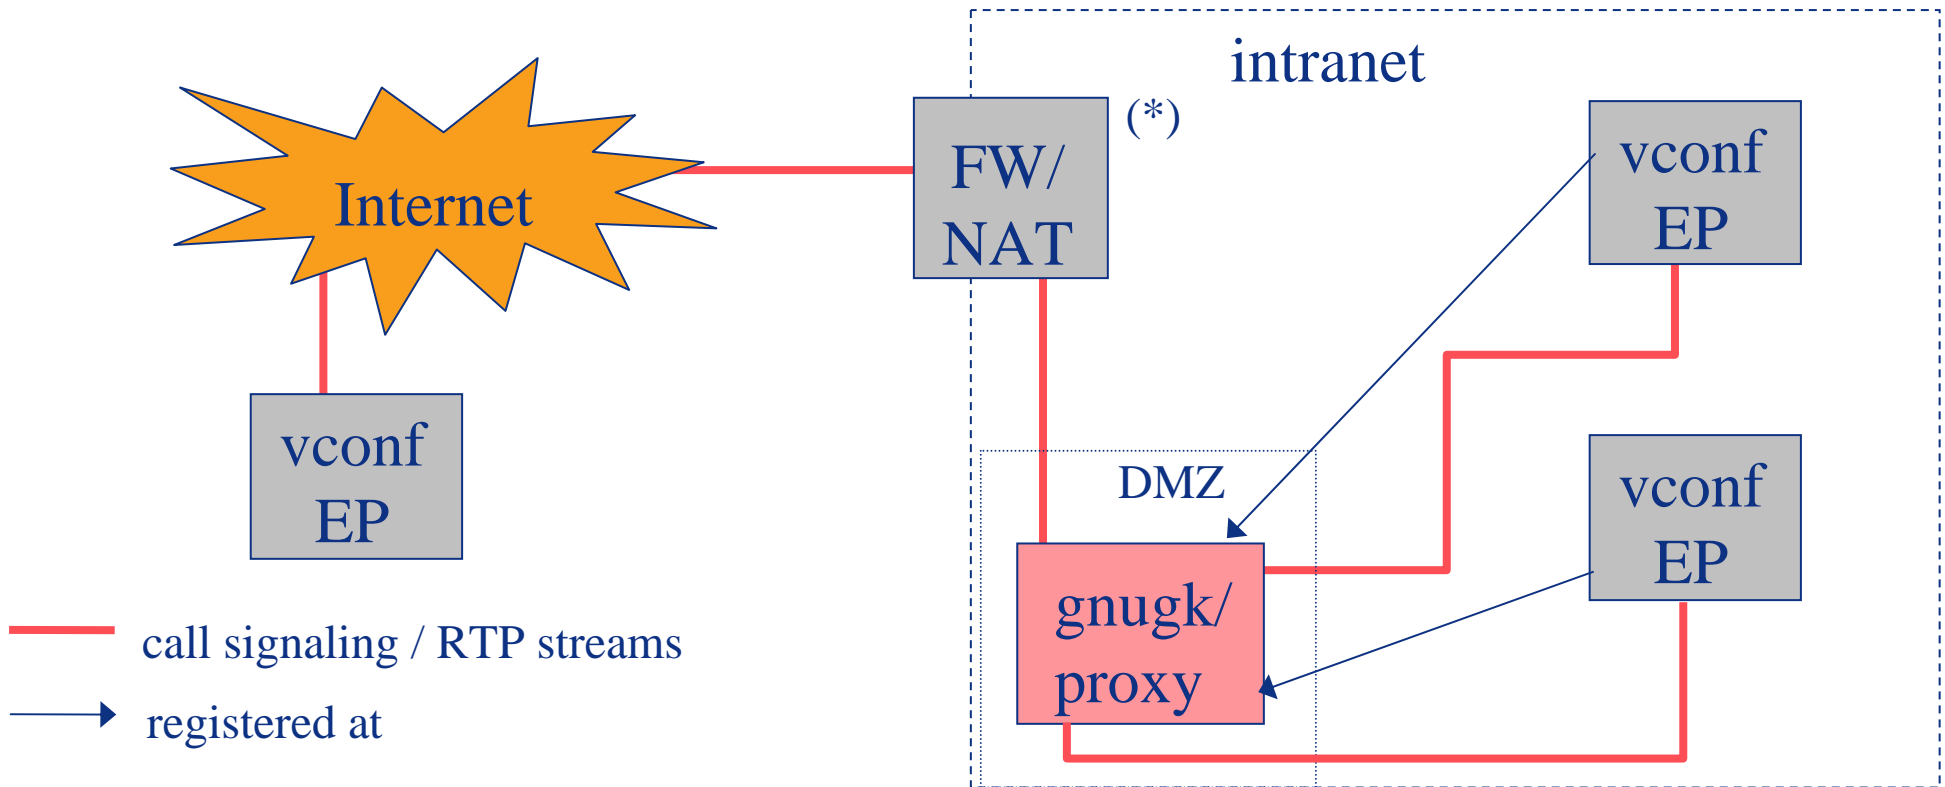 intranet
(*)
FW/
NAT
Internet
vconf
EP
vconf
EP
DMZ
vconf
EP
gnugk/
proxy
call signaling / RTP streams
registered at